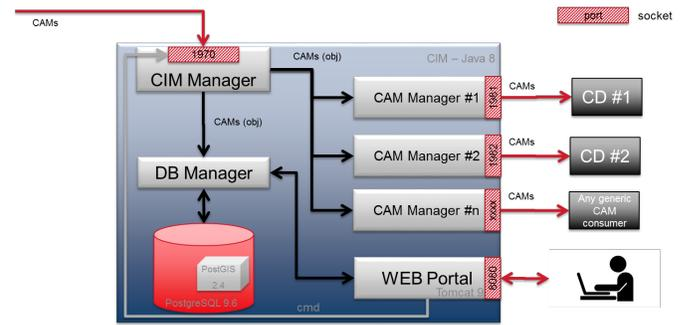 CAMs
port
socket
1970
CIM Manager
CAMs (obj)
CIM – Java 8
CAM Manager #1
1981
CAMs
CD #1
CAMs (obj)
CAM Manager #2
1982
CAMs
CD #2
DB Manager
CAM Manager #n
xxxx
CAMs
Any generic
CAM
consumer
PostGIS
2.4
PostgreSQL 9.6
WEB Portal
Tomcat 9
8080
cmd